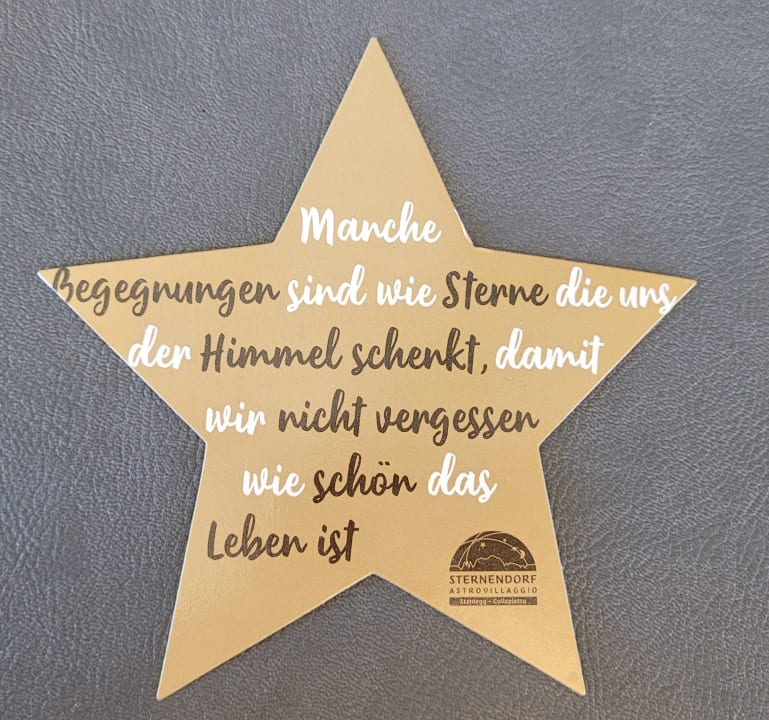 Manche
Begegnungen sind wie Sterne die uns
der Himmel schenkt, damit
wir nicht vergessen
wie schön das
Leben ist
STERNENDORF
ASTROVILLAGGIO
Steinegg - Collepietra